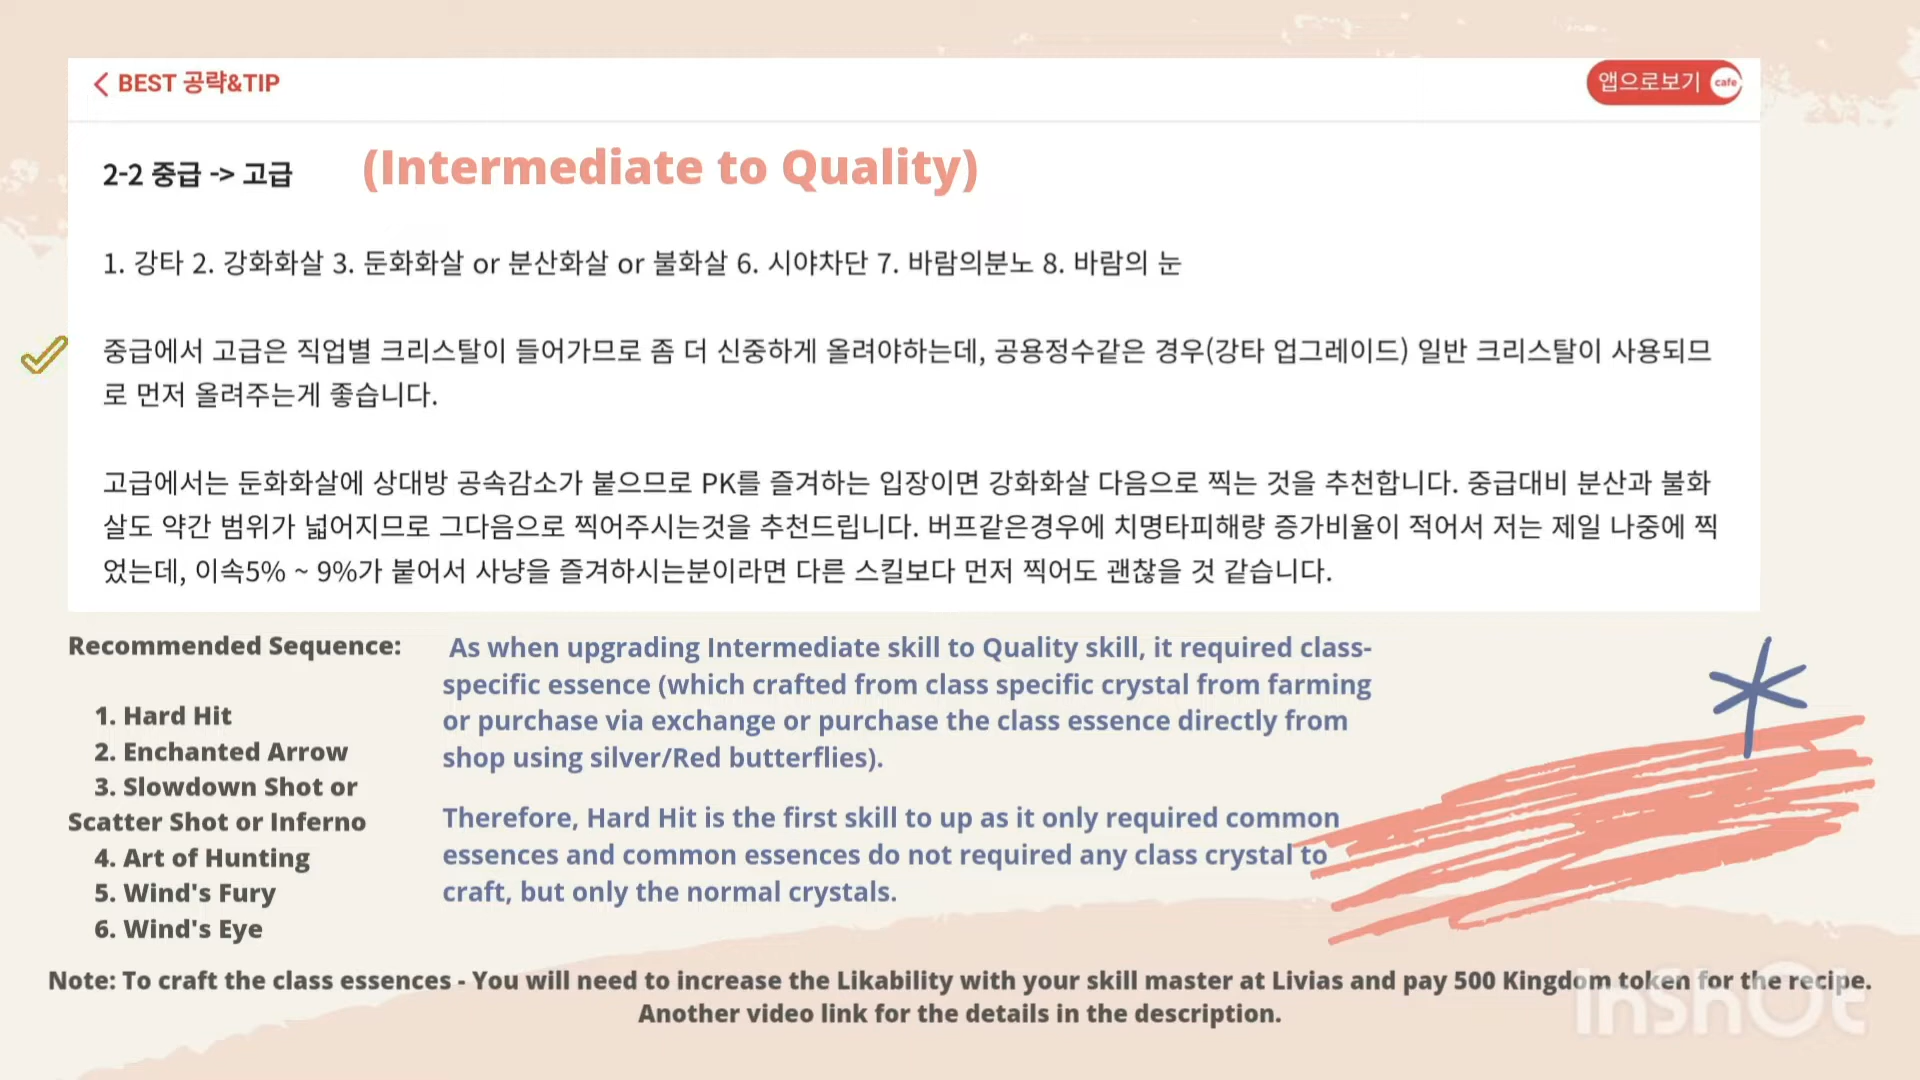 BEST 공략&TIP
앱으로보기 cafe
2-2 중급 -> 고급
(Intermediate to Quality)
1. 강타 2. 강화화살 3. 둔화화살 or 분산화살 or 불화살 6. 시야차단 7. 바람의분노 8. 바람의 눈
중급에서 고급은 직업별 크리스탈이 들어가므로 좀 더 신중하게 올려야하는데, 공용정수같은 경우(강타 업그레이드) 일반 크리스탈이 사용되므
로 먼저 올려주는게 좋습니다.
고급에서는 둔화화살에 상대방 공속감소가 붙으므로 PK를 즐겨하는 입장이면 강화화살 다음으로 찍는 것을 추천합니다. 중급대비 분산과 불화
살도 약간 범위가 넓어지므로 그다음으로 찍어주시는것을 추천드립니다. 버프같은경우에 치명타피해량 증가비율이 적어서 저는 제일 나중에 찍
었는데, 이속5% ~ 9%가 붙어서 사냥을 즐겨하시는분이라면 다른 스킬보다 먼저 찍어도 괜찮을 것 같습니다.
Recommended Sequence:
1. Hard Hit
2. Enchanted Arrow
3. Slowdown Shot or
Scatter Shot or Inferno
4. Art of Hunting
5. Wind's Fury
6. Wind's Eye
As when upgrading Intermediate skill to Quality skill, it required class-
specific essence (which crafted from class specific crystal from farming
or purchase via exchange or purchase the class essence directly from
shop using silver/Red butterflies).
Therefore, Hard Hit is the first skill to up as it only required common
essences and common essences do not required any class crystal to
craft, but only the normal crystals.
Note: To craft the class essences - You will need to increase the Likability with your skill master at Livias and pay 500 Kingdom token for the recipe.
Another video link for the details in the description.
InShOt